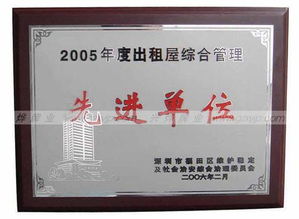 2005年度出租屋综合管理
先进单位
深圳市福田区维护稳定
及社会治安综合治理委员会
二00六年二月